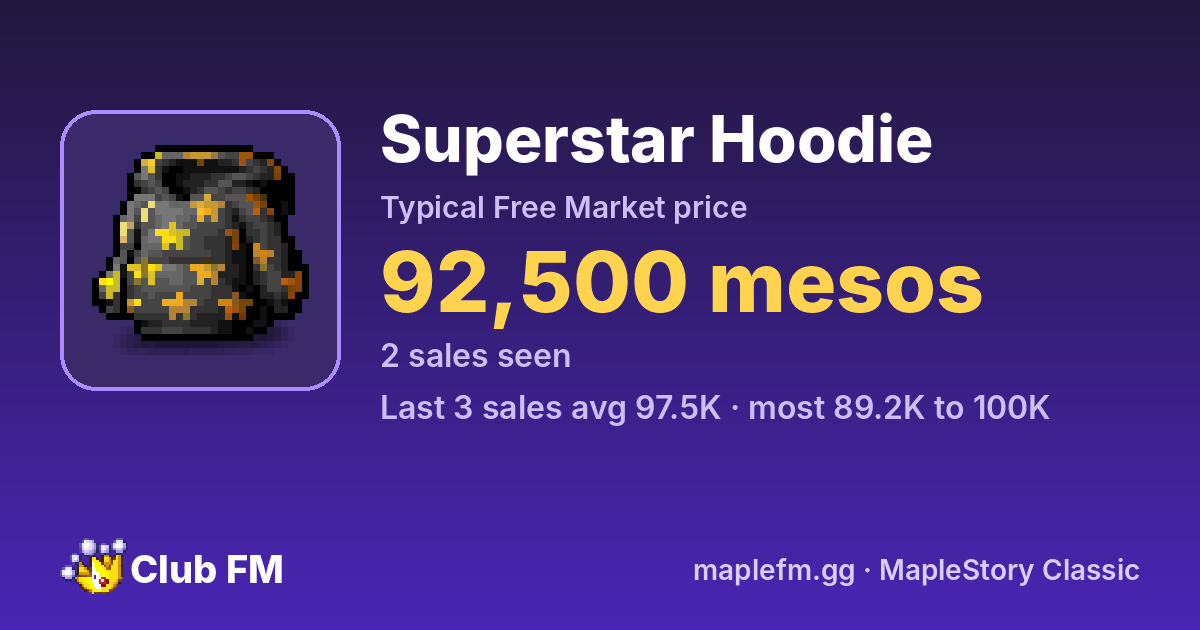 Superstar Hoodie
Typical Free Market price
92,500 mesos
2 sales seen
Last 3 sales avg 97.5K · most 89.2K to 100K
Club FM
maplefm.gg · MapleStory Classic